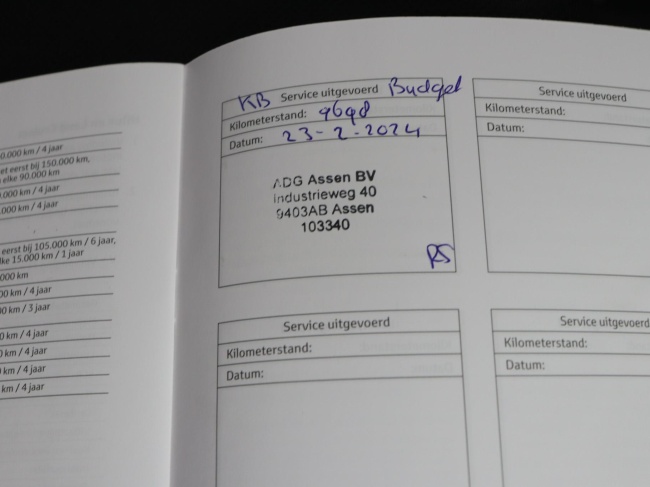 0.000 km / 4 jaar
et eerst bij 150.000 km,
elke 90.000 km
.000 km / 4 jaar
.000 km / 4 jaar
eerst bij 105.000 km / 6 jaar,
lke 15.000 km / 1 jaar
000 km
00 km / 4 jaar
00 km / 3 jaar
0 km / 4 jaar
0 km / 4 jaar
km / 4 jaar
km / 4 jaar
KB Service uitgevoerd Budget
Kilometerstand: 9698
Datum: 23-2-2024
ADG Assen BV
Industrieweg 40
9403AB Assen
103340
RS
Service uitgevoerd
Kilometerstand:
Datum:
Service uitgevoerd
Kilometerstand:
Datum:
Service uitgevoerd
Kilometerstand:
Datum: